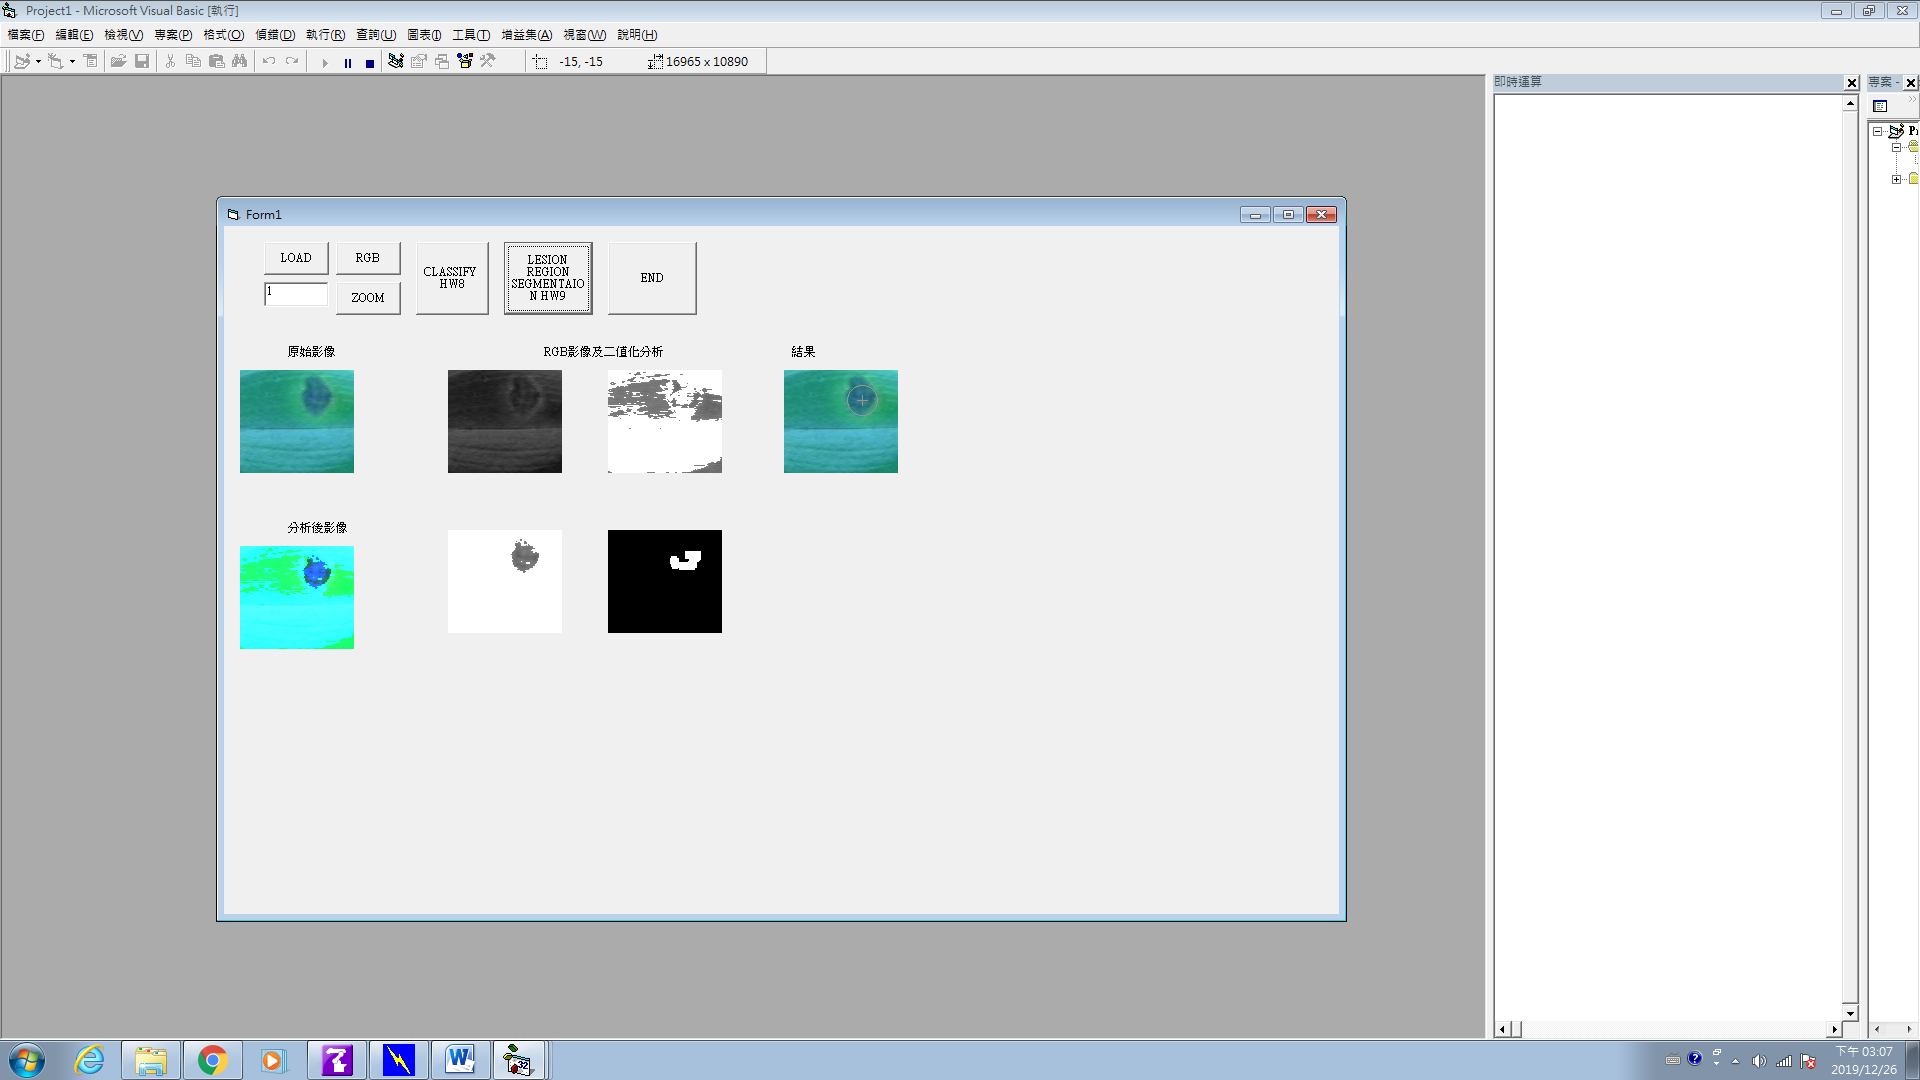 Project1 - Microsoft Visual Basic [執行]
檔案(F) 編輯(E) 檢視(V) 專案(P) 格式(O) 偵錯(D) 執行(R) 查詢(U) 圖表(I) 工具(T) 增益集(A) 視窗(W) 說明(H)
-15, -15 16965 x 10890
即時運算 專案 -
Form1
LOAD RGB
1 ZOOM
CLASSIFY
HW8
LESION
REGION
SEGMENTAIO
N HW9
END
原始影像 RGB影像及二值化分析 結果
分析後影像
下午 03:07
2019/12/26